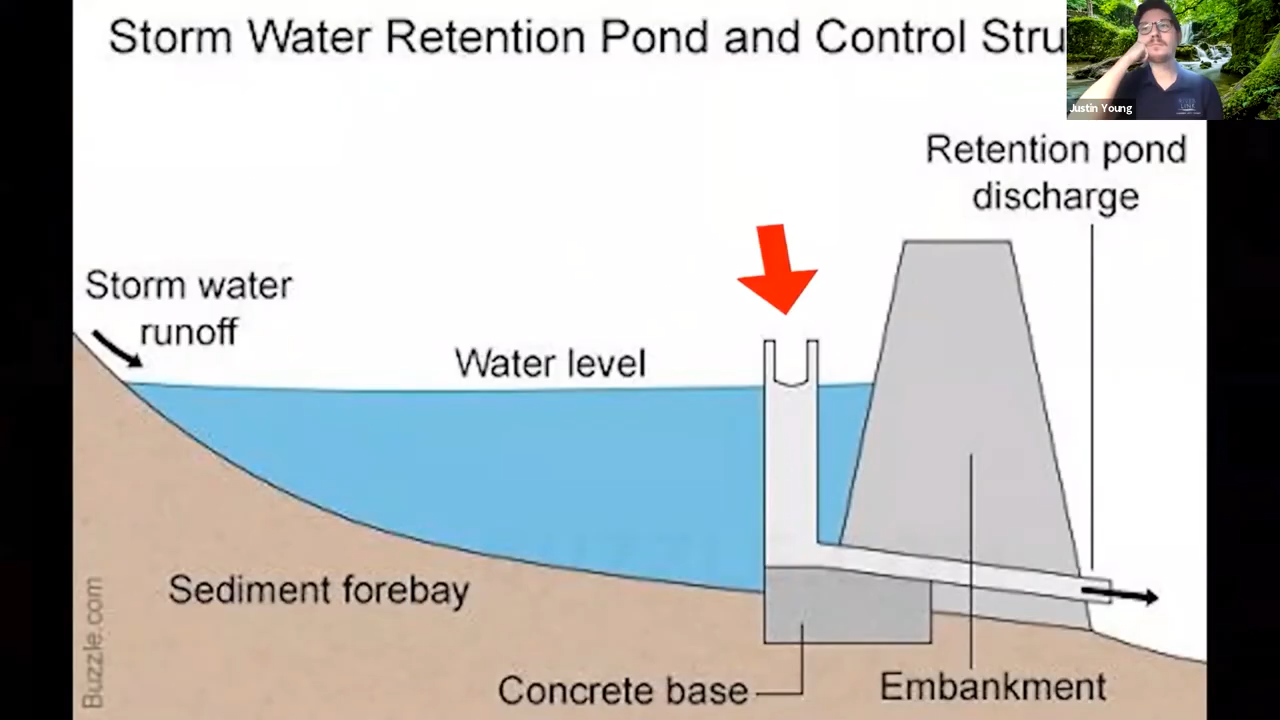 Storm Water Retention Pond and Control Stru
Justin Young
Retention pond
discharge
Storm water
runoff
Water level
Sediment forebay
Concrete base
Embankment
Buzzle.com